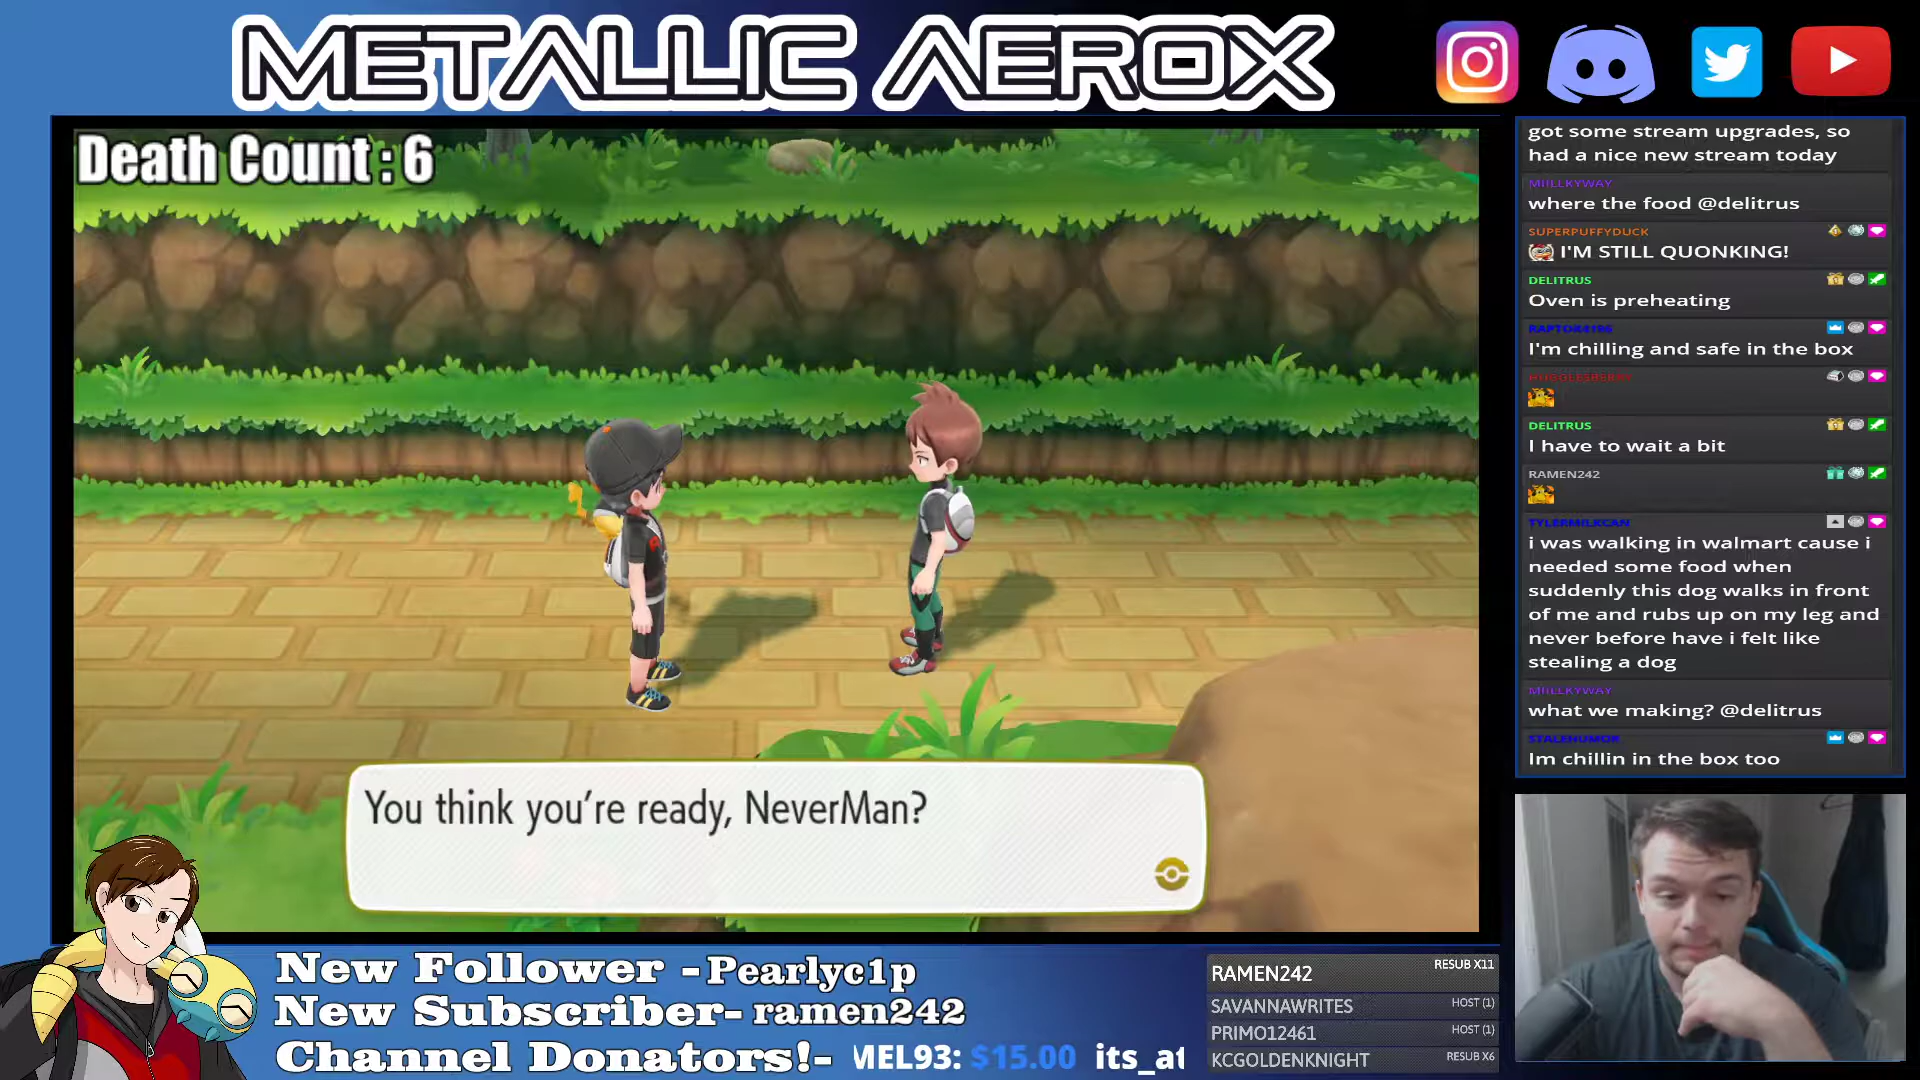 METALLIC AEROX
Death Count : 6
got some stream upgrades, so
had a nice new stream today
MIILLKYWAY
where the food @delitrus
SUPERPUFFYDUCK
I'M STILL QUONKING!
DELITRUS
Oven is preheating
I'm chilling and safe in the box
DELITRUS
I have to wait a bit
RAMEN242
TYLERMILKCAN
i was walking in walmart cause i
needed some food when
suddenly this dog walks in front
of me and rubs up on my leg and
never before have i felt like
stealing a dog
MIILLKYWAY
what we making? @delitrus
STALEHUMOR
Im chillin in the box too
You think you're ready, NeverMan?
New Follower -Pearlyc1p
New Subscriber- ramen242
Channel Donators!- MEL93: $15.00 its_at
RAMEN242 RESUB X11
SAVANNAWRITES HOST (1)
PRIMO12461 HOST (1)
KCGOLDENKNIGHT RESUB X6